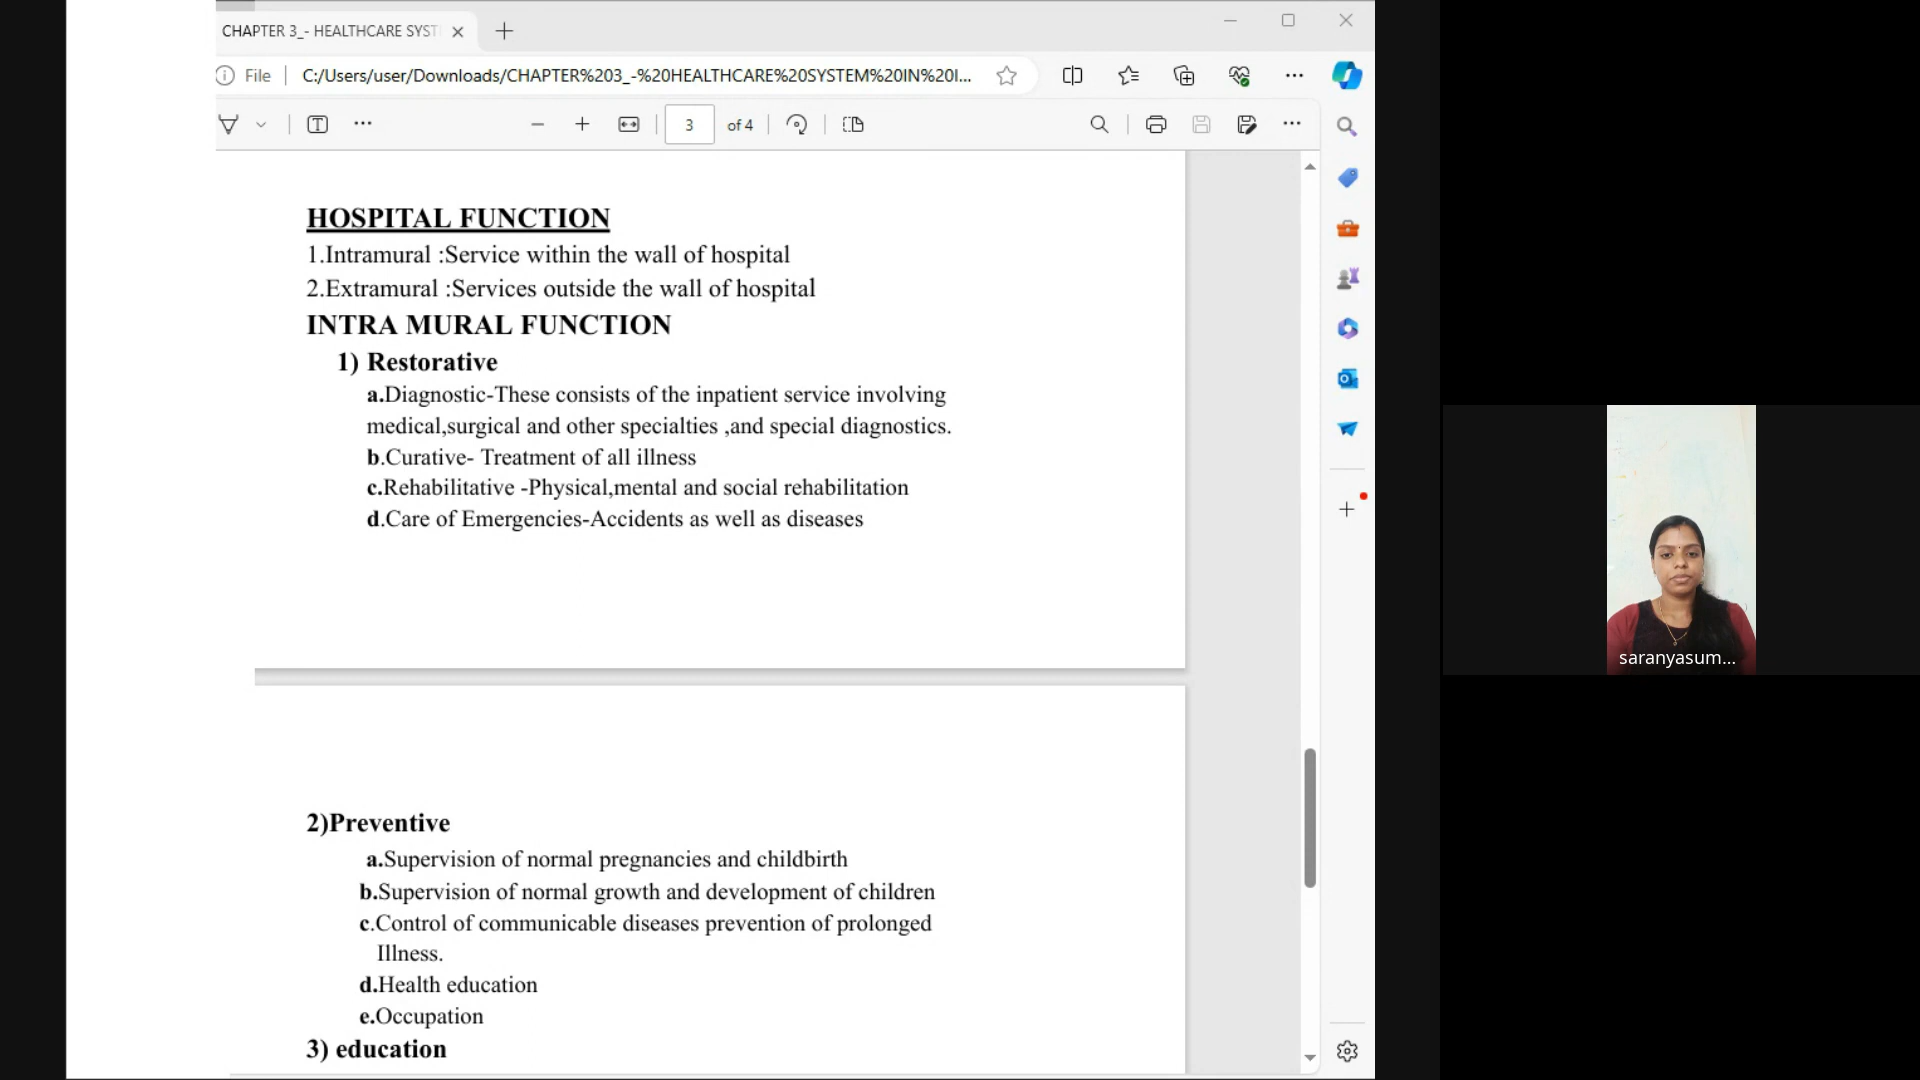 CHAPTER 3_- HEALTHCARE SYST
File
C:/Users/user/Downloads/CHAPTER%203_-%20HEALTHCARE%20SYSTEM%20IN%20I...
3 of 4
HOSPITAL FUNCTION
1.Intramural :Service within the wall of hospital
2.Extramural :Services outside the wall of hospital
INTRA MURAL FUNCTION
1) Restorative
a.Diagnostic-These consists of the inpatient service involving
medical,surgical and other specialties ,and special diagnostics.
b.Curative- Treatment of all illness
c.Rehabilitative -Physical,mental and social rehabilitation
d.Care of Emergencies-Accidents as well as diseases
2)Preventive
a.Supervision of normal pregnancies and childbirth
b.Supervision of normal growth and development of children
c.Control of communicable diseases prevention of prolonged
Illness.
d.Health education
e.Occupation
3) education
saranyasum...